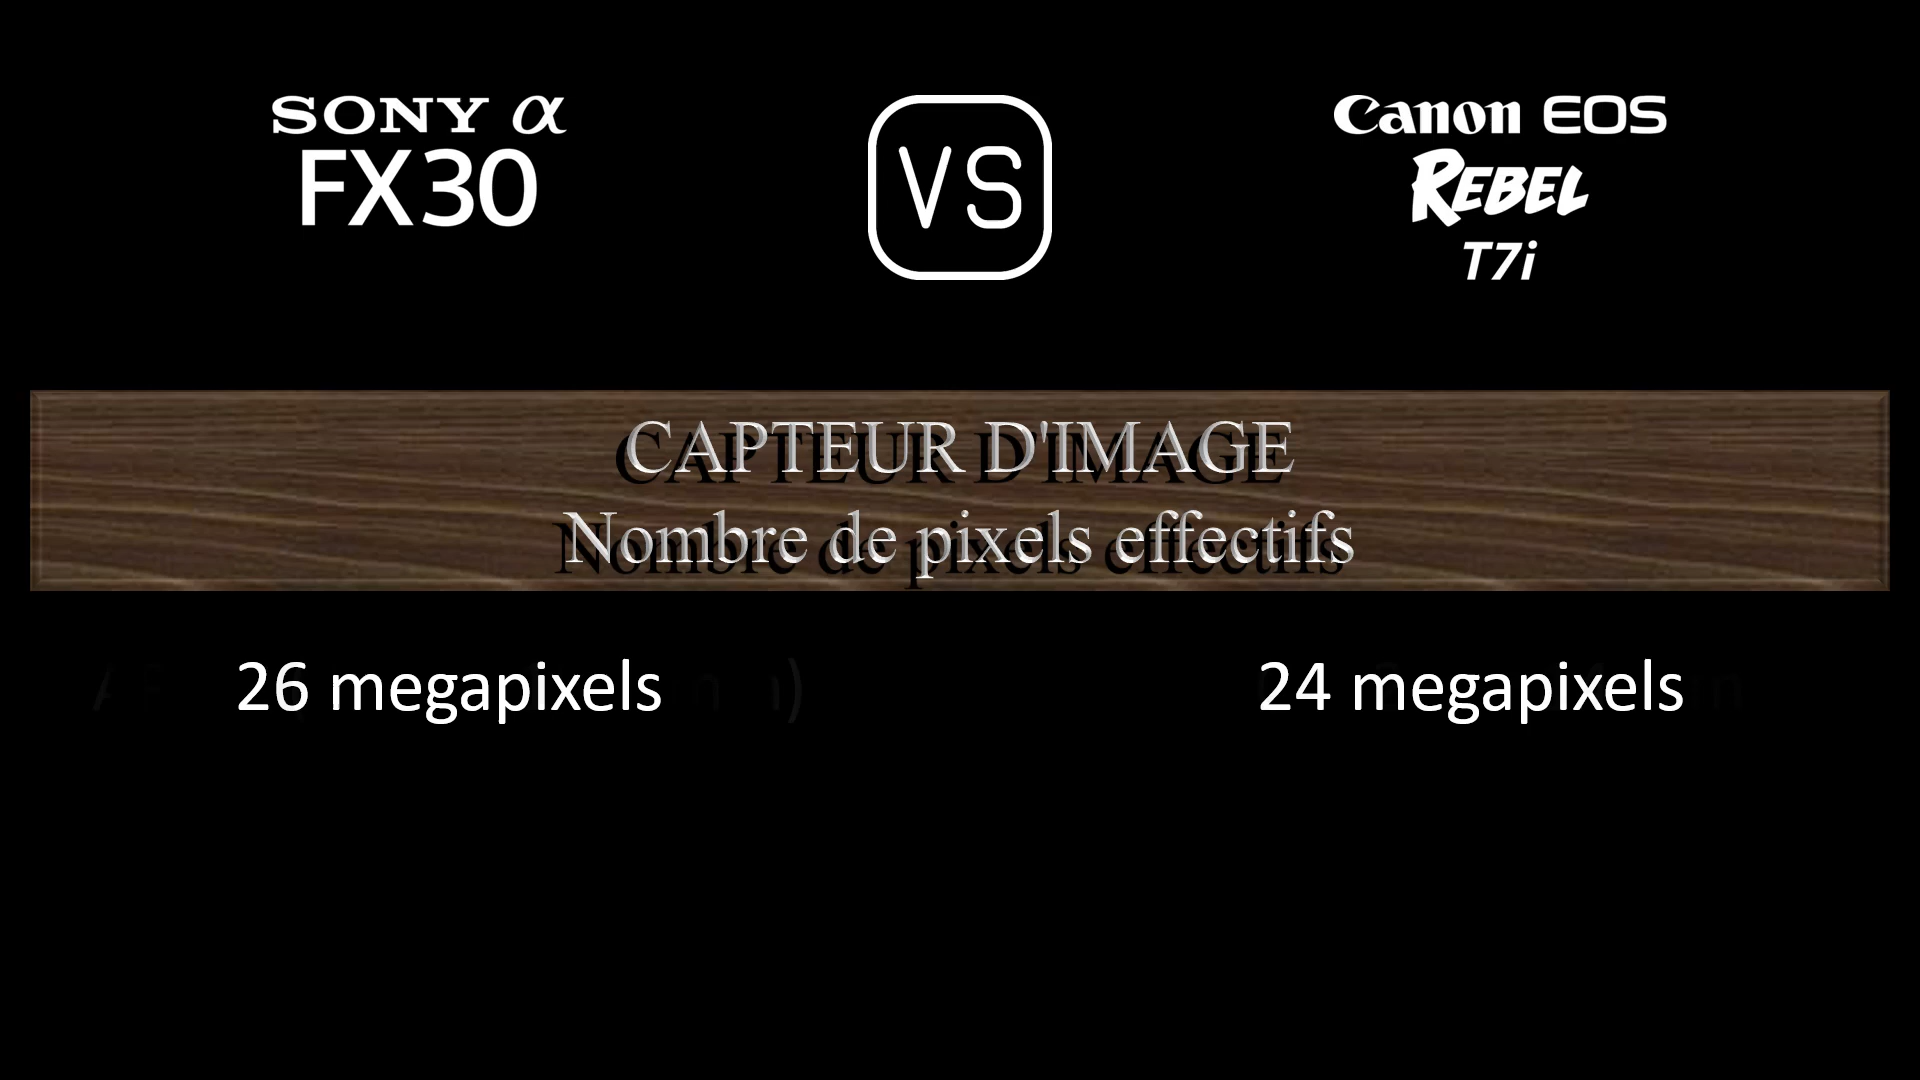 SONY α
FX30
VS
Canon EOS
REBEL
T7i
CAPTEUR D'IMAGE
Nombre de pixels effectifs
26 megapixels
24 megapixels